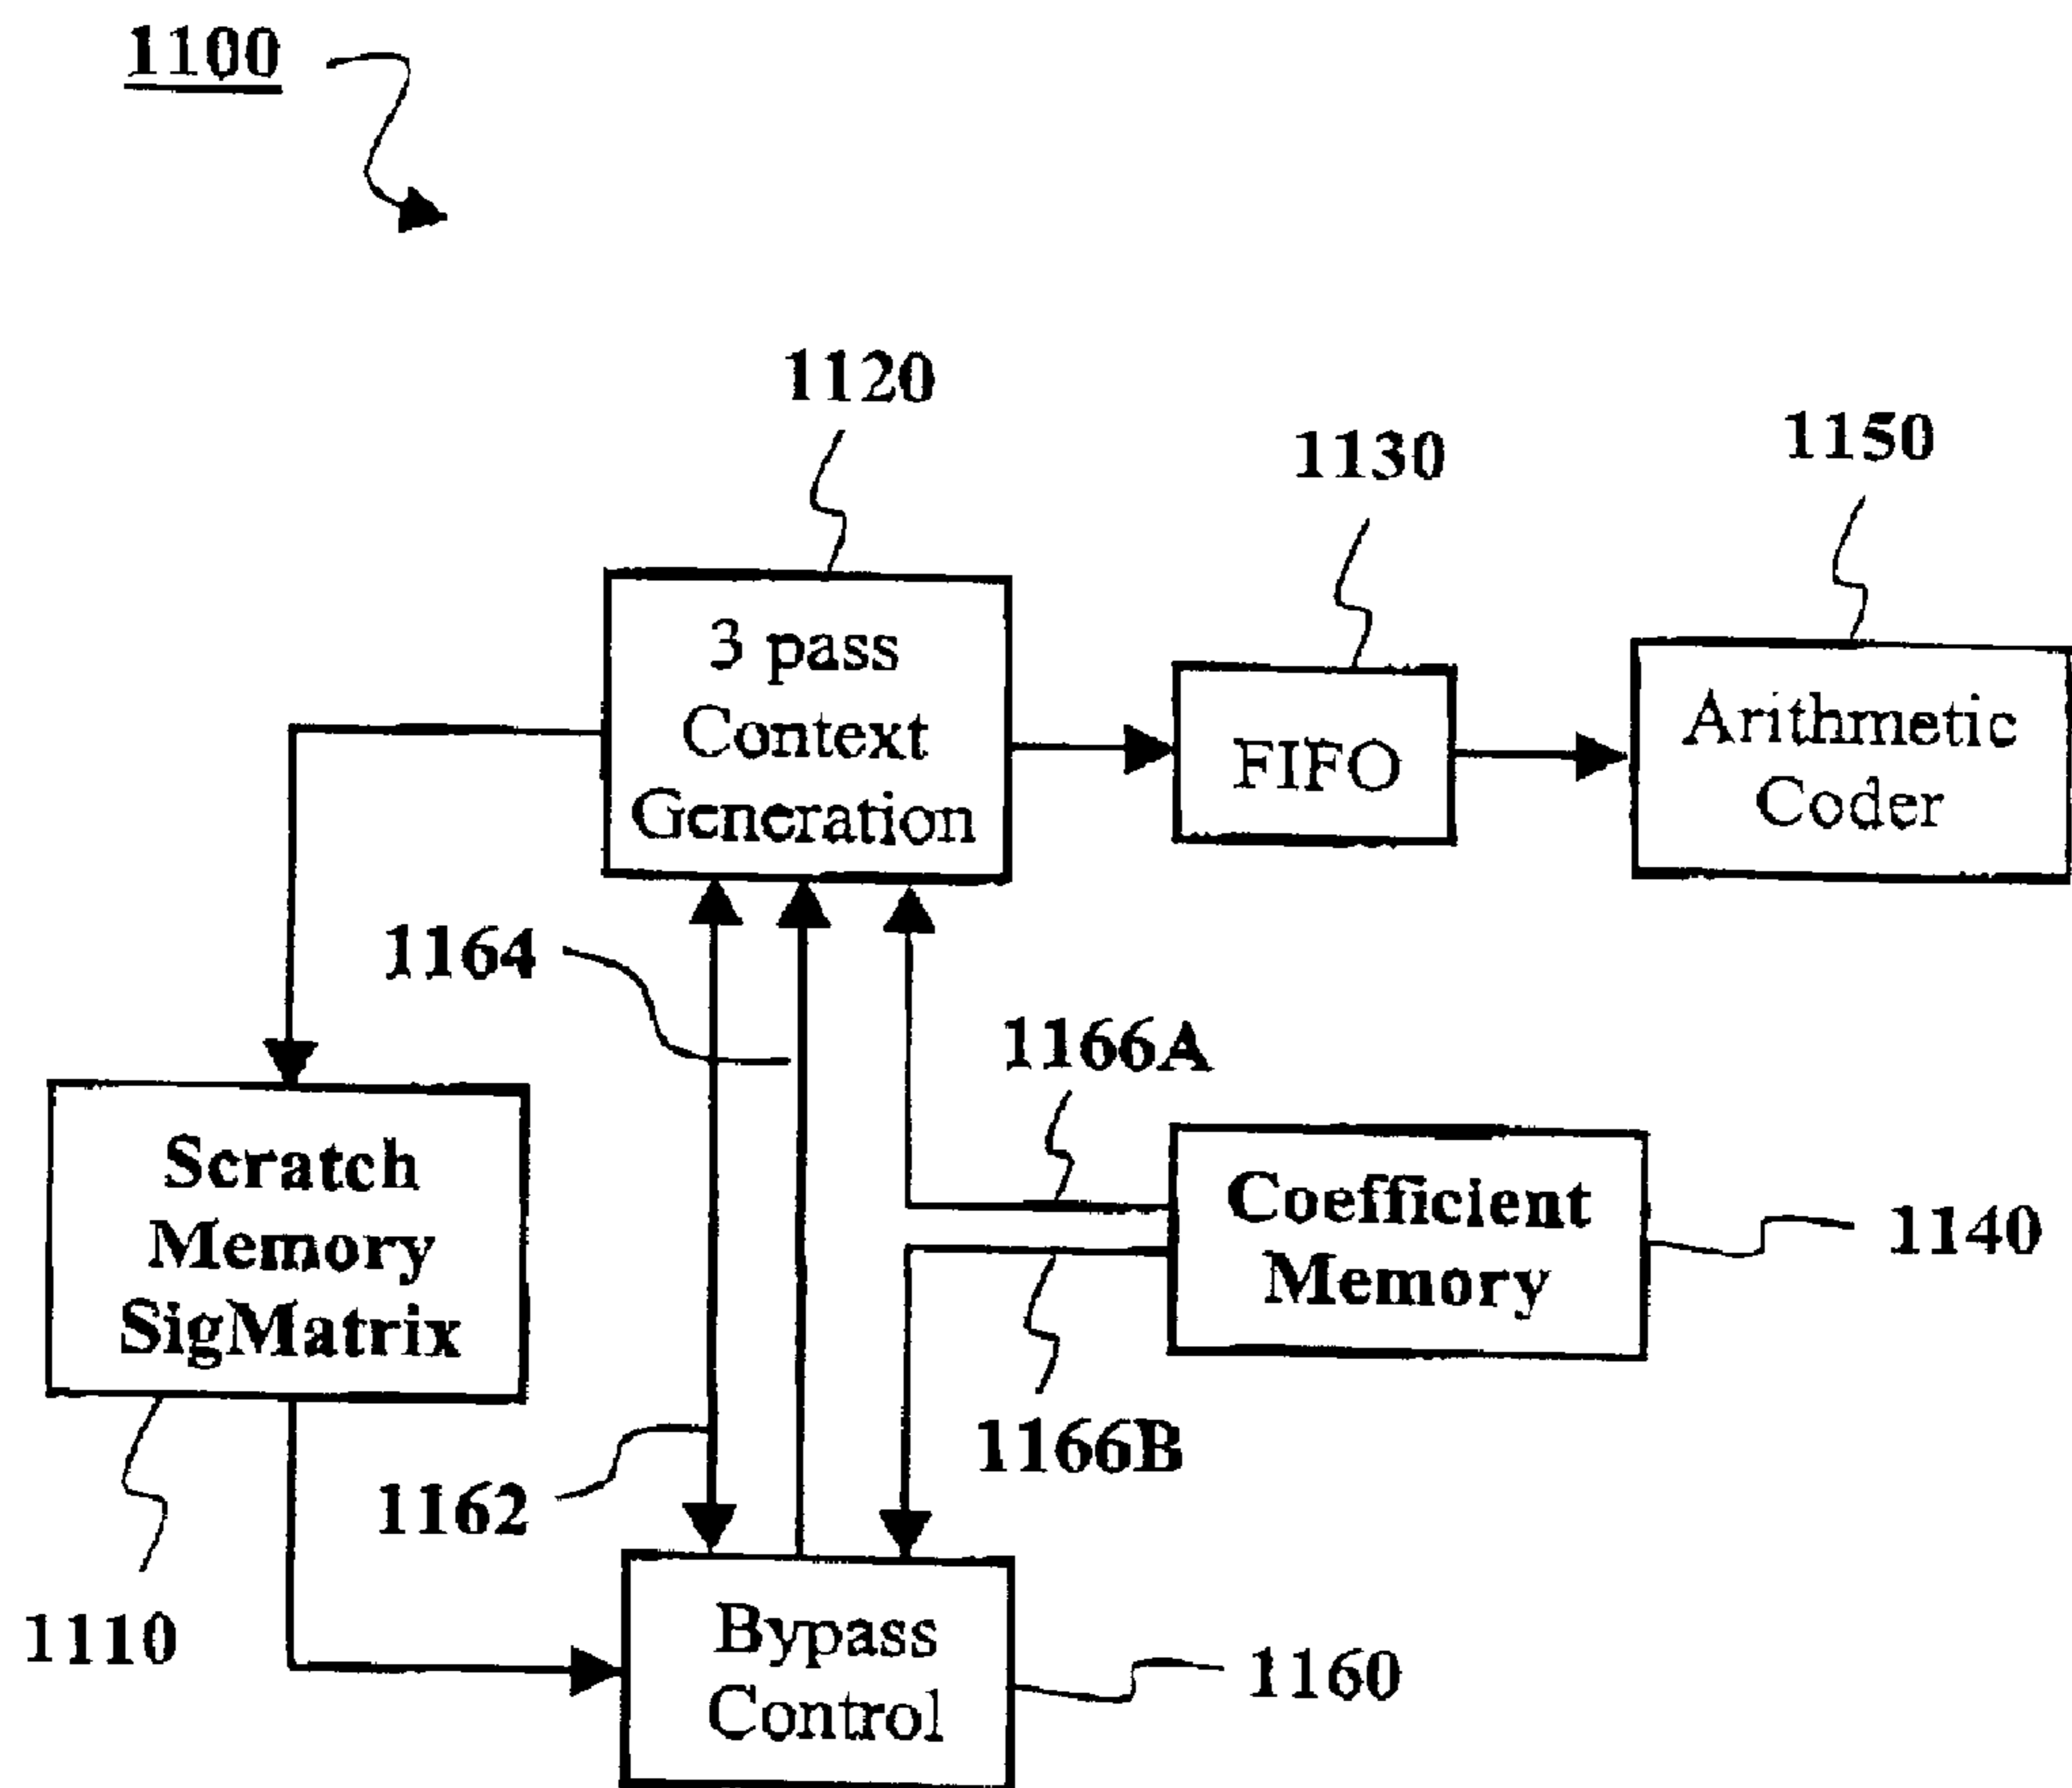 1100
1120
1130
1150
3 pass
Context
Generation
FIFO
Arithmetic
Coder
1164
1166A
Scratch
Memory
SigMatrix
Coefficient
Memory
1140
1166B
1162
1110
Bypass
Control
1160